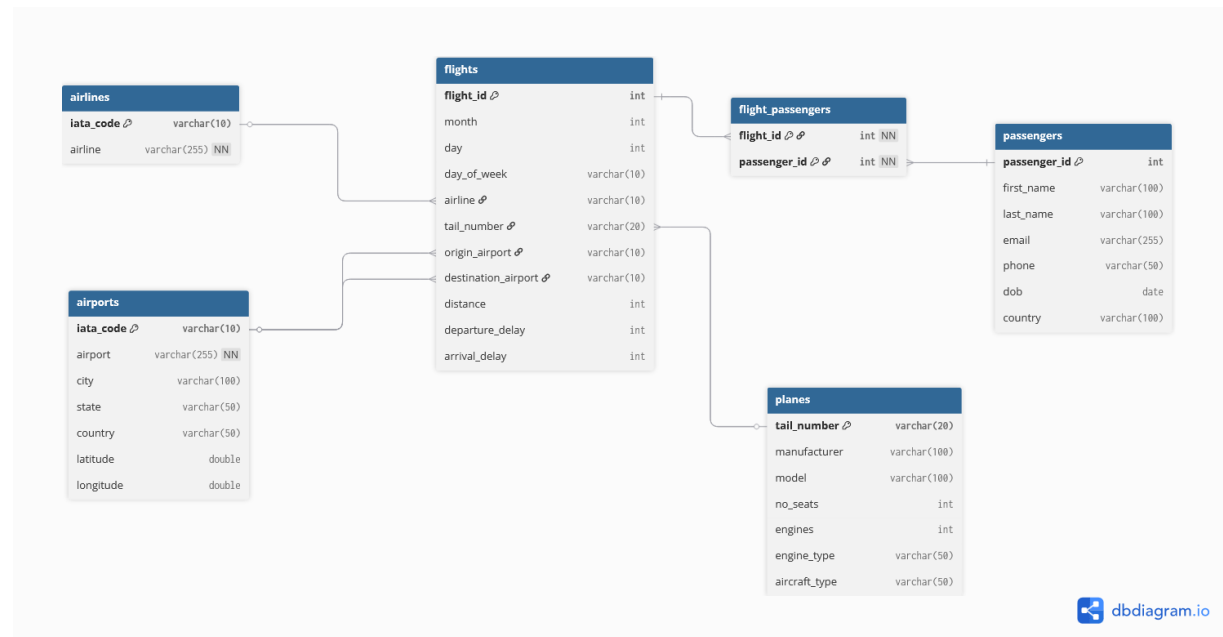 airlines
iata_code varchar(10)
airline varchar(255) NN
airports
iata_code varchar(10)
airport varchar(255) NN
city varchar(100)
state varchar(50)
country varchar(50)
latitude double
longitude double
flights
flight_id int
month int
day int
day_of_week varchar(10)
airline varchar(10)
tail_number varchar(20)
origin_airport varchar(10)
destination_airport varchar(10)
distance int
departure_delay int
arrival_delay int
flight_passengers
flight_id int NN
passenger_id int NN
passengers
passenger_id int
first_name varchar(100)
last_name varchar(100)
email varchar(255)
phone varchar(50)
dob date
country varchar(100)
planes
tail_number varchar(20)
manufacturer varchar(100)
model varchar(100)
no_seats int
engines int
engine_type varchar(50)
aircraft_type varchar(50)
dbdiagram.io